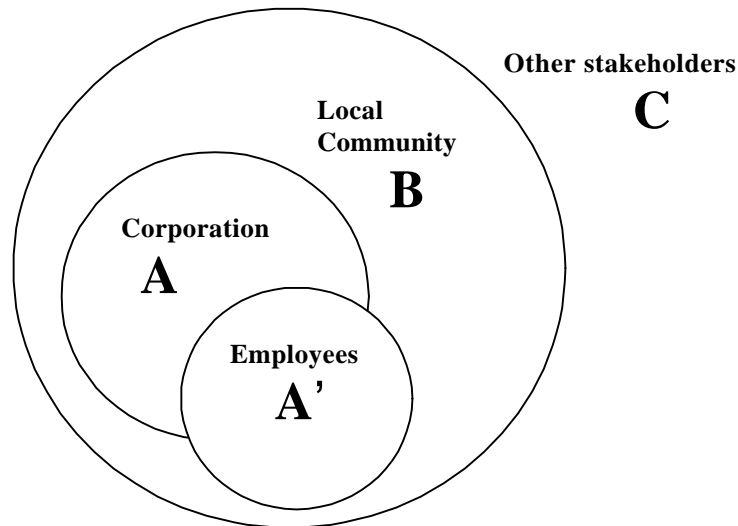 Other stakeholders
C
Local
Community
B
Corporation
A
Employees
A’